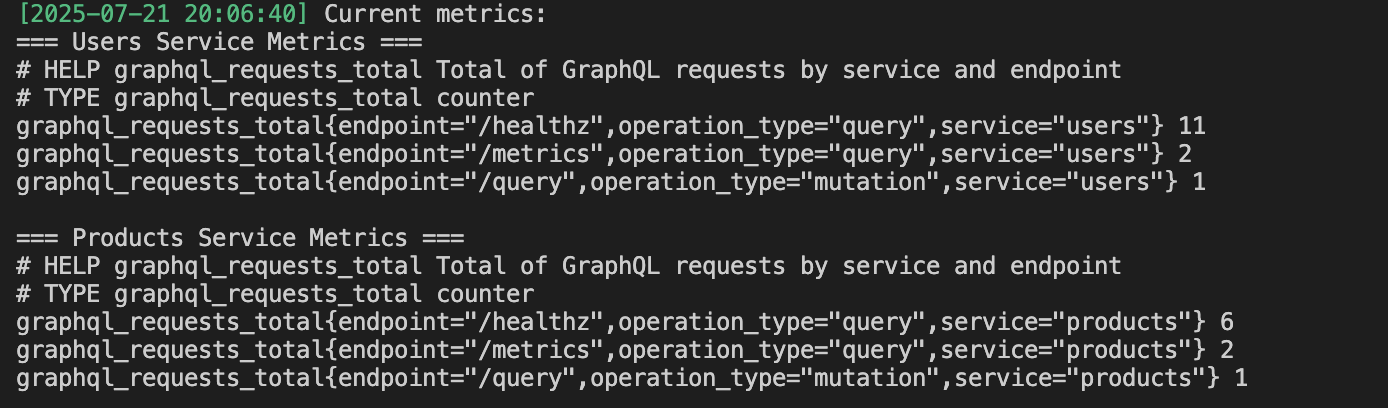 [2025-07-21 20:06:40] Current metrics:
=== Users Service Metrics ===
# HELP graphql_requests_total Total of GraphQL requests by service and endpoint
# TYPE graphql_requests_total counter
graphql_requests_total{endpoint="/healthz",operation_type="query",service="users"} 11
graphql_requests_total{endpoint="/metrics",operation_type="query",service="users"} 2
graphql_requests_total{endpoint="/query",operation_type="mutation",service="users"} 1

=== Products Service Metrics ===
# HELP graphql_requests_total Total of GraphQL requests by service and endpoint
# TYPE graphql_requests_total counter
graphql_requests_total{endpoint="/healthz",operation_type="query",service="products"} 6
graphql_requests_total{endpoint="/metrics",operation_type="query",service="products"} 2
graphql_requests_total{endpoint="/query",operation_type="mutation",service="products"} 1